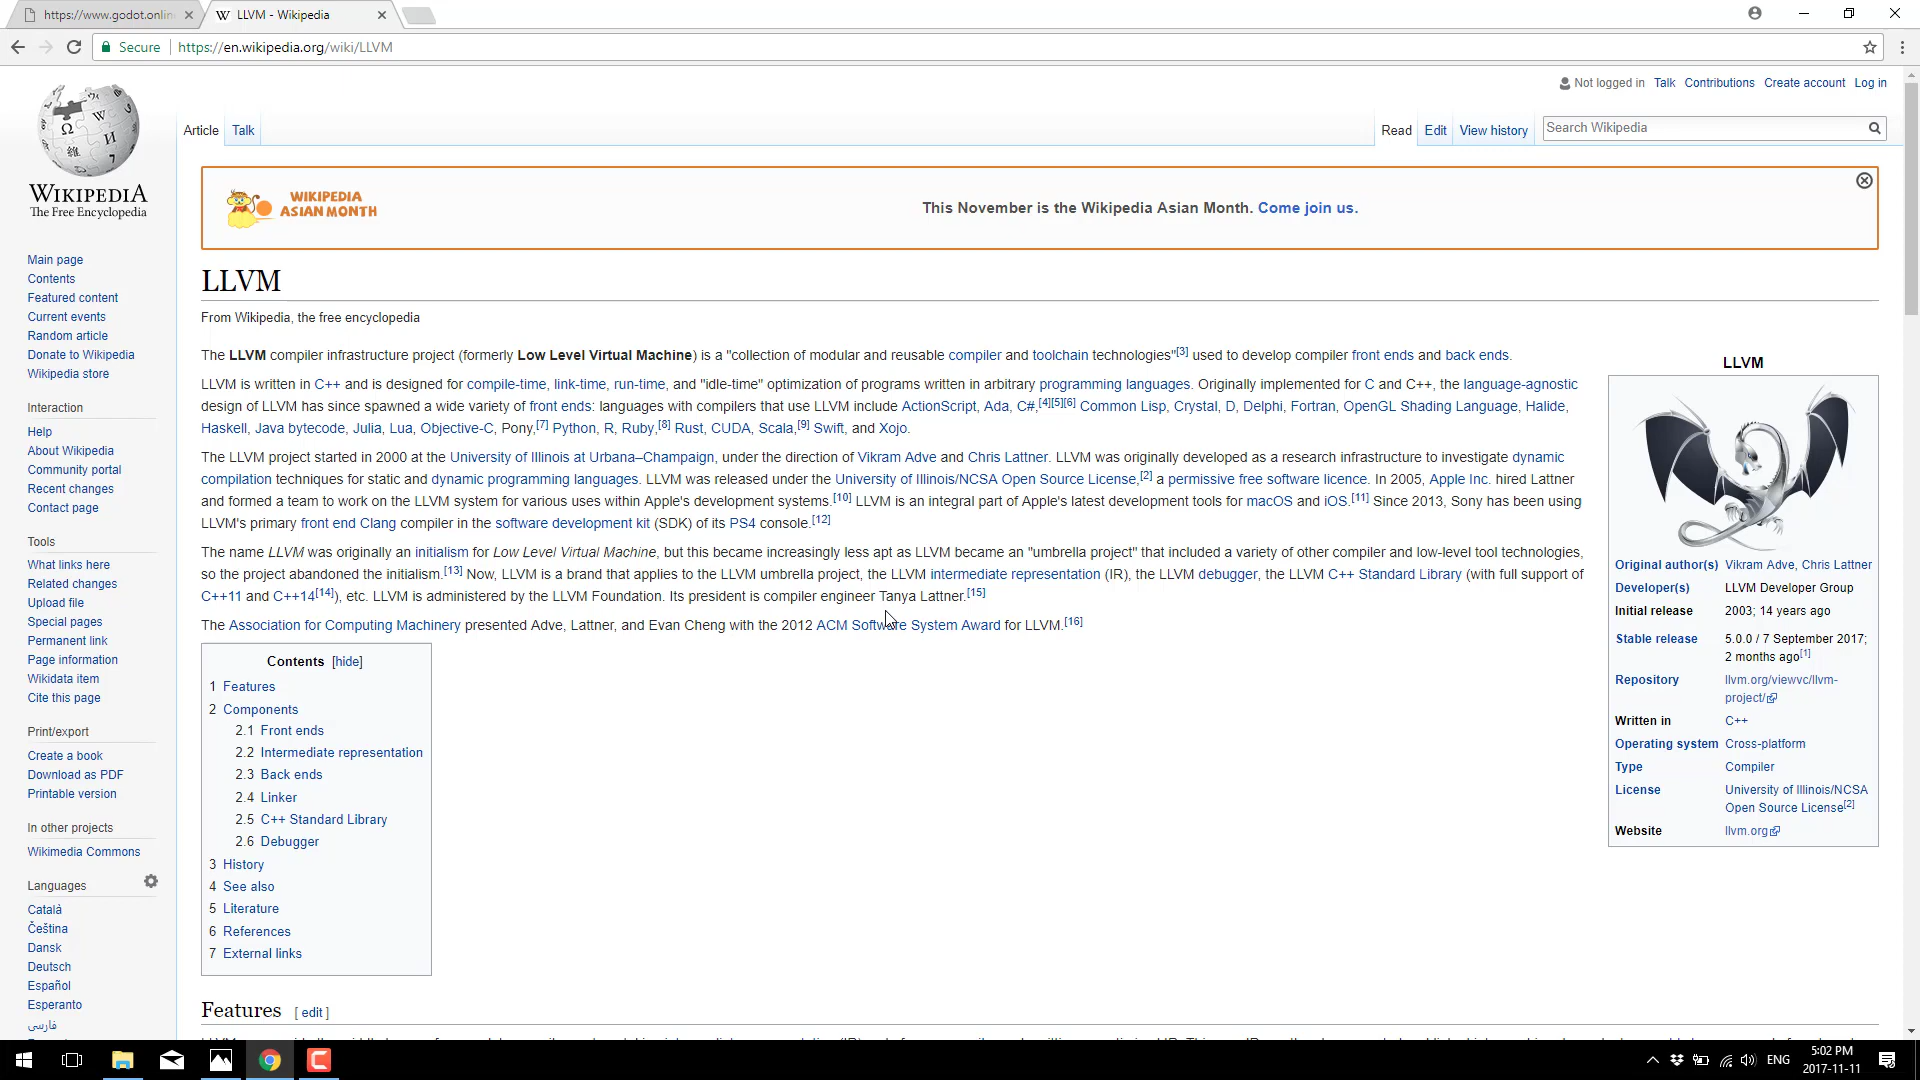 https://www.godot.onlin
LLVM - Wikipedia
Secure
https://en.wikipedia.org/wiki/LLVM
Not logged in Talk Contributions Create account Log in
Article Talk
Read Edit View history
Search Wikipedia
WIKIPEDIA
The Free Encyclopedia
Main page
Contents
Featured content
Current events
Random article
Donate to Wikipedia
Wikipedia store
Interaction
Help
About Wikipedia
Community portal
Recent changes
Contact page
Tools
What links here
Related changes
Upload file
Special pages
Permanent link
Page information
Wikidata item
Cite this page
Print/export
Create a book
Download as PDF
Printable version
In other projects
Wikimedia Commons
Languages
Català
Čeština
Dansk
Deutsch
Español
Esperanto
فارسی
WIKIPEDIA
ASIAN MONTH
This November is the Wikipedia Asian Month. Come join us.
LLVM
From Wikipedia, the free encyclopedia
The LLVM compiler infrastructure project (formerly Low Level Virtual Machine) is a "collection of modular and reusable compiler and toolchain technologies"[3] used to develop compiler front ends and back ends.
LLVM is written in C++ and is designed for compile-time, link-time, run-time, and "idle-time" optimization of programs written in arbitrary programming languages. Originally implemented for C and C++, the language-agnostic
design of LLVM has since spawned a wide variety of front ends: languages with compilers that use LLVM include ActionScript, Ada, C#,[4][5][6] Common Lisp, Crystal, D, Delphi, Fortran, OpenGL Shading Language, Halide,
Haskell, Java bytecode, Julia, Lua, Objective-C, Pony,[7] Python, R, Ruby,[8] Rust, CUDA, Scala,[9] Swift, and Xojo.
The LLVM project started in 2000 at the University of Illinois at Urbana–Champaign, under the direction of Vikram Adve and Chris Lattner. LLVM was originally developed as a research infrastructure to investigate dynamic
compilation techniques for static and dynamic programming languages. LLVM was released under the University of Illinois/NCSA Open Source License,[2] a permissive free software licence. In 2005, Apple Inc. hired Lattner
and formed a team to work on the LLVM system for various uses within Apple's development systems.[10] LLVM is an integral part of Apple's latest development tools for macOS and iOS.[11] Since 2013, Sony has been using
LLVM's primary front end Clang compiler in the software development kit (SDK) of its PS4 console.[12]
The name LLVM was originally an initialism for Low Level Virtual Machine, but this became increasingly less apt as LLVM became an "umbrella project" that included a variety of other compiler and low-level tool technologies,
so the project abandoned the initialism.[13] Now, LLVM is a brand that applies to the LLVM umbrella project, the LLVM intermediate representation (IR), the LLVM debugger, the LLVM C++ Standard Library (with full support of
C++11 and C++14[14]), etc. LLVM is administered by the LLVM Foundation. Its president is compiler engineer Tanya Lattner.[15]
The Association for Computing Machinery presented Adve, Lattner, and Evan Cheng with the 2012 ACM Software System Award for LLVM.[16]
Contents [hide]
1 Features
2 Components
2.1 Front ends
2.2 Intermediate representation
2.3 Back ends
2.4 Linker
2.5 C++ Standard Library
2.6 Debugger
3 History
4 See also
5 Literature
6 References
7 External links
Features [ edit ]
LLVM
Original author(s) Vikram Adve, Chris Lattner
Developer(s) LLVM Developer Group
Initial release 2003; 14 years ago
Stable release 5.0.0 / 7 September 2017;
2 months ago[1]
Repository llvm.org/viewvc/llvm-
project/
Written in C++
Operating system Cross-platform
Type Compiler
License University of Illinois/NCSA
Open Source License[2]
Website llvm.org
ENG
5:02 PM
2017-11-11